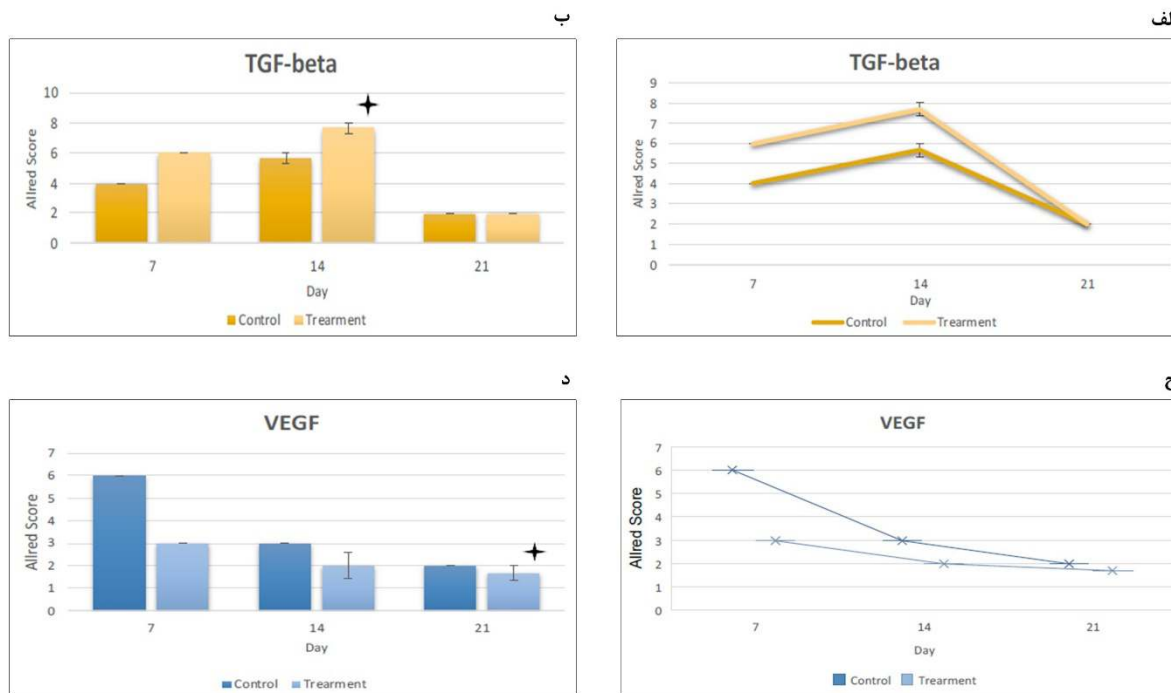 ب
TGF-beta
Allred Score
10
8
6
4
2
0
7 14 21
Day
Control Trearment
لف
TGF-beta
Allred Score
9
8
7
6
5
4
3
2
1
0
7 14 21
Day
Control Trearment
د
VEGF
Allred Score
7
6
5
4
3
2
1
0
7 14 21
Day
Control Trearment
ج
VEGF
Allred Score
7
6
5
4
3
2
1
0
7 14 21
Day
Control Trearment